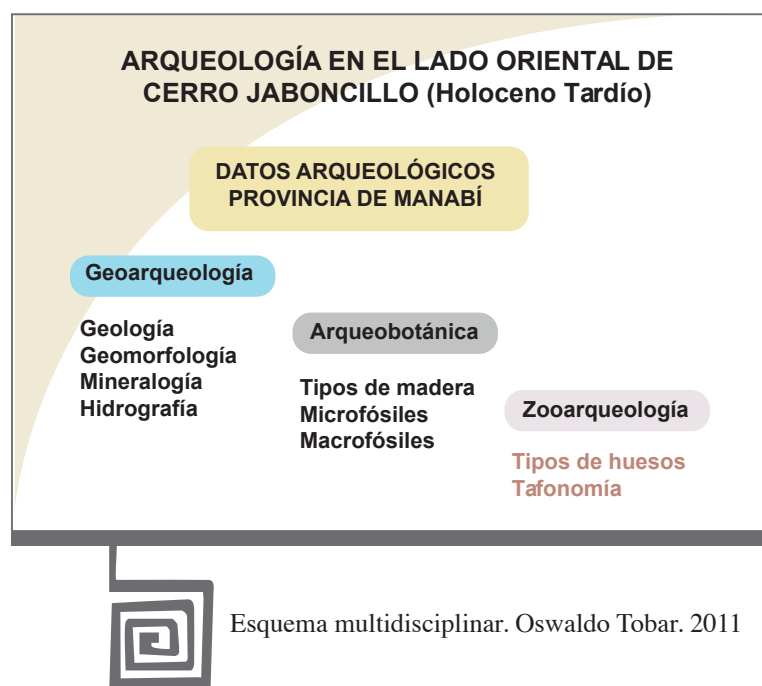 ARQUEOLOGÍA EN EL LADO ORIENTAL DE
CERRO JABONCILLO (Holoceno Tardío)
DATOS ARQUEOLÓGICOS
PROVINCIA DE MANABÍ
Geoarqueología
Geología
Geomorfología
Mineralogía
Hidrografía
Arqueobotánica
Tipos de madera
Microfósiles
Macrofósiles
Zooarqueología
Tipos de huesos
Tafonomía
Esquema multidisciplinar. Oswaldo Tobar. 2011